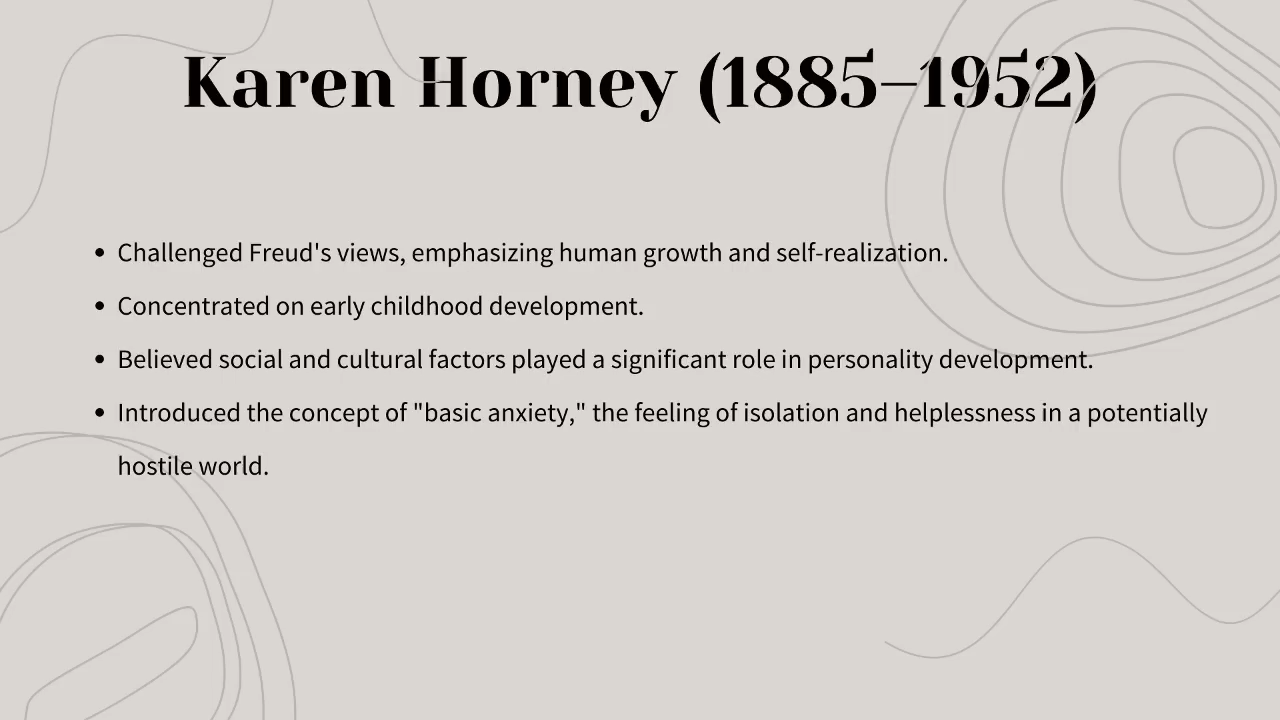 Karen Horney (1885–1952)
• Challenged Freud's views, emphasizing human growth and self-realization.
• Concentrated on early childhood development.
• Believed social and cultural factors played a significant role in personality development.
• Introduced the concept of "basic anxiety," the feeling of isolation and helplessness in a potentially
hostile world.